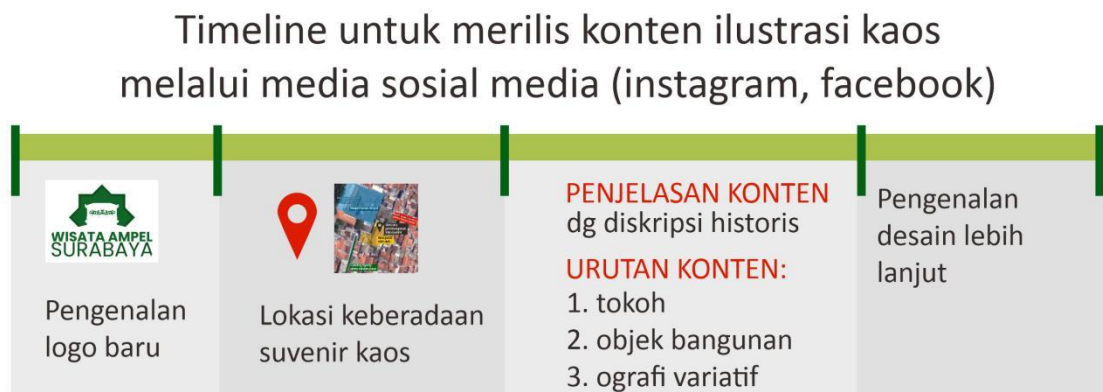 Timeline untuk merilis konten ilustrasi kaos
melalui media sosial media (instagram, facebook)
WISATA AMPEL
SURABAYA
Pengenalan
logo baru
Lokasi keberadaan
suvenir kaos
PENJELASAN KONTEN
dg diskripsi historis
URUTAN KONTEN:
1. tokoh
2. objek bangunan
3. ografi variatif
Pengenalan
desain lebih
lanjut